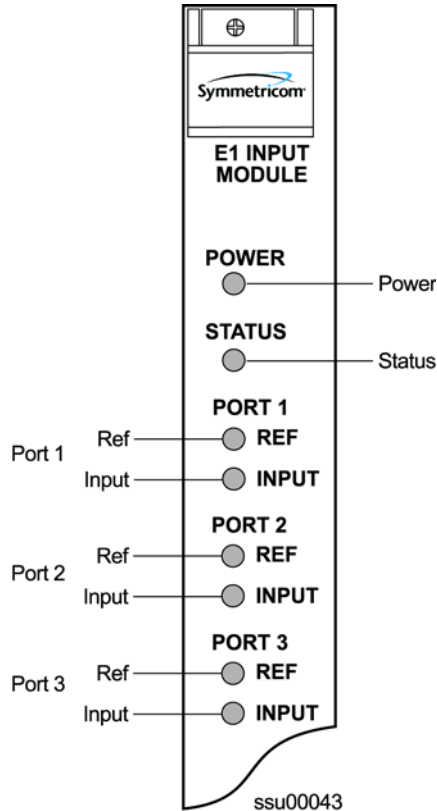 Symmetricom
E1 INPUT
MODULE
POWER
Power
STATUS
Status
PORT 1
Port 1
Ref
REF
Input
INPUT
PORT 2
Port 2
Ref
REF
Input
INPUT
PORT 3
Port 3
Ref
REF
Input
INPUT
ssu00043